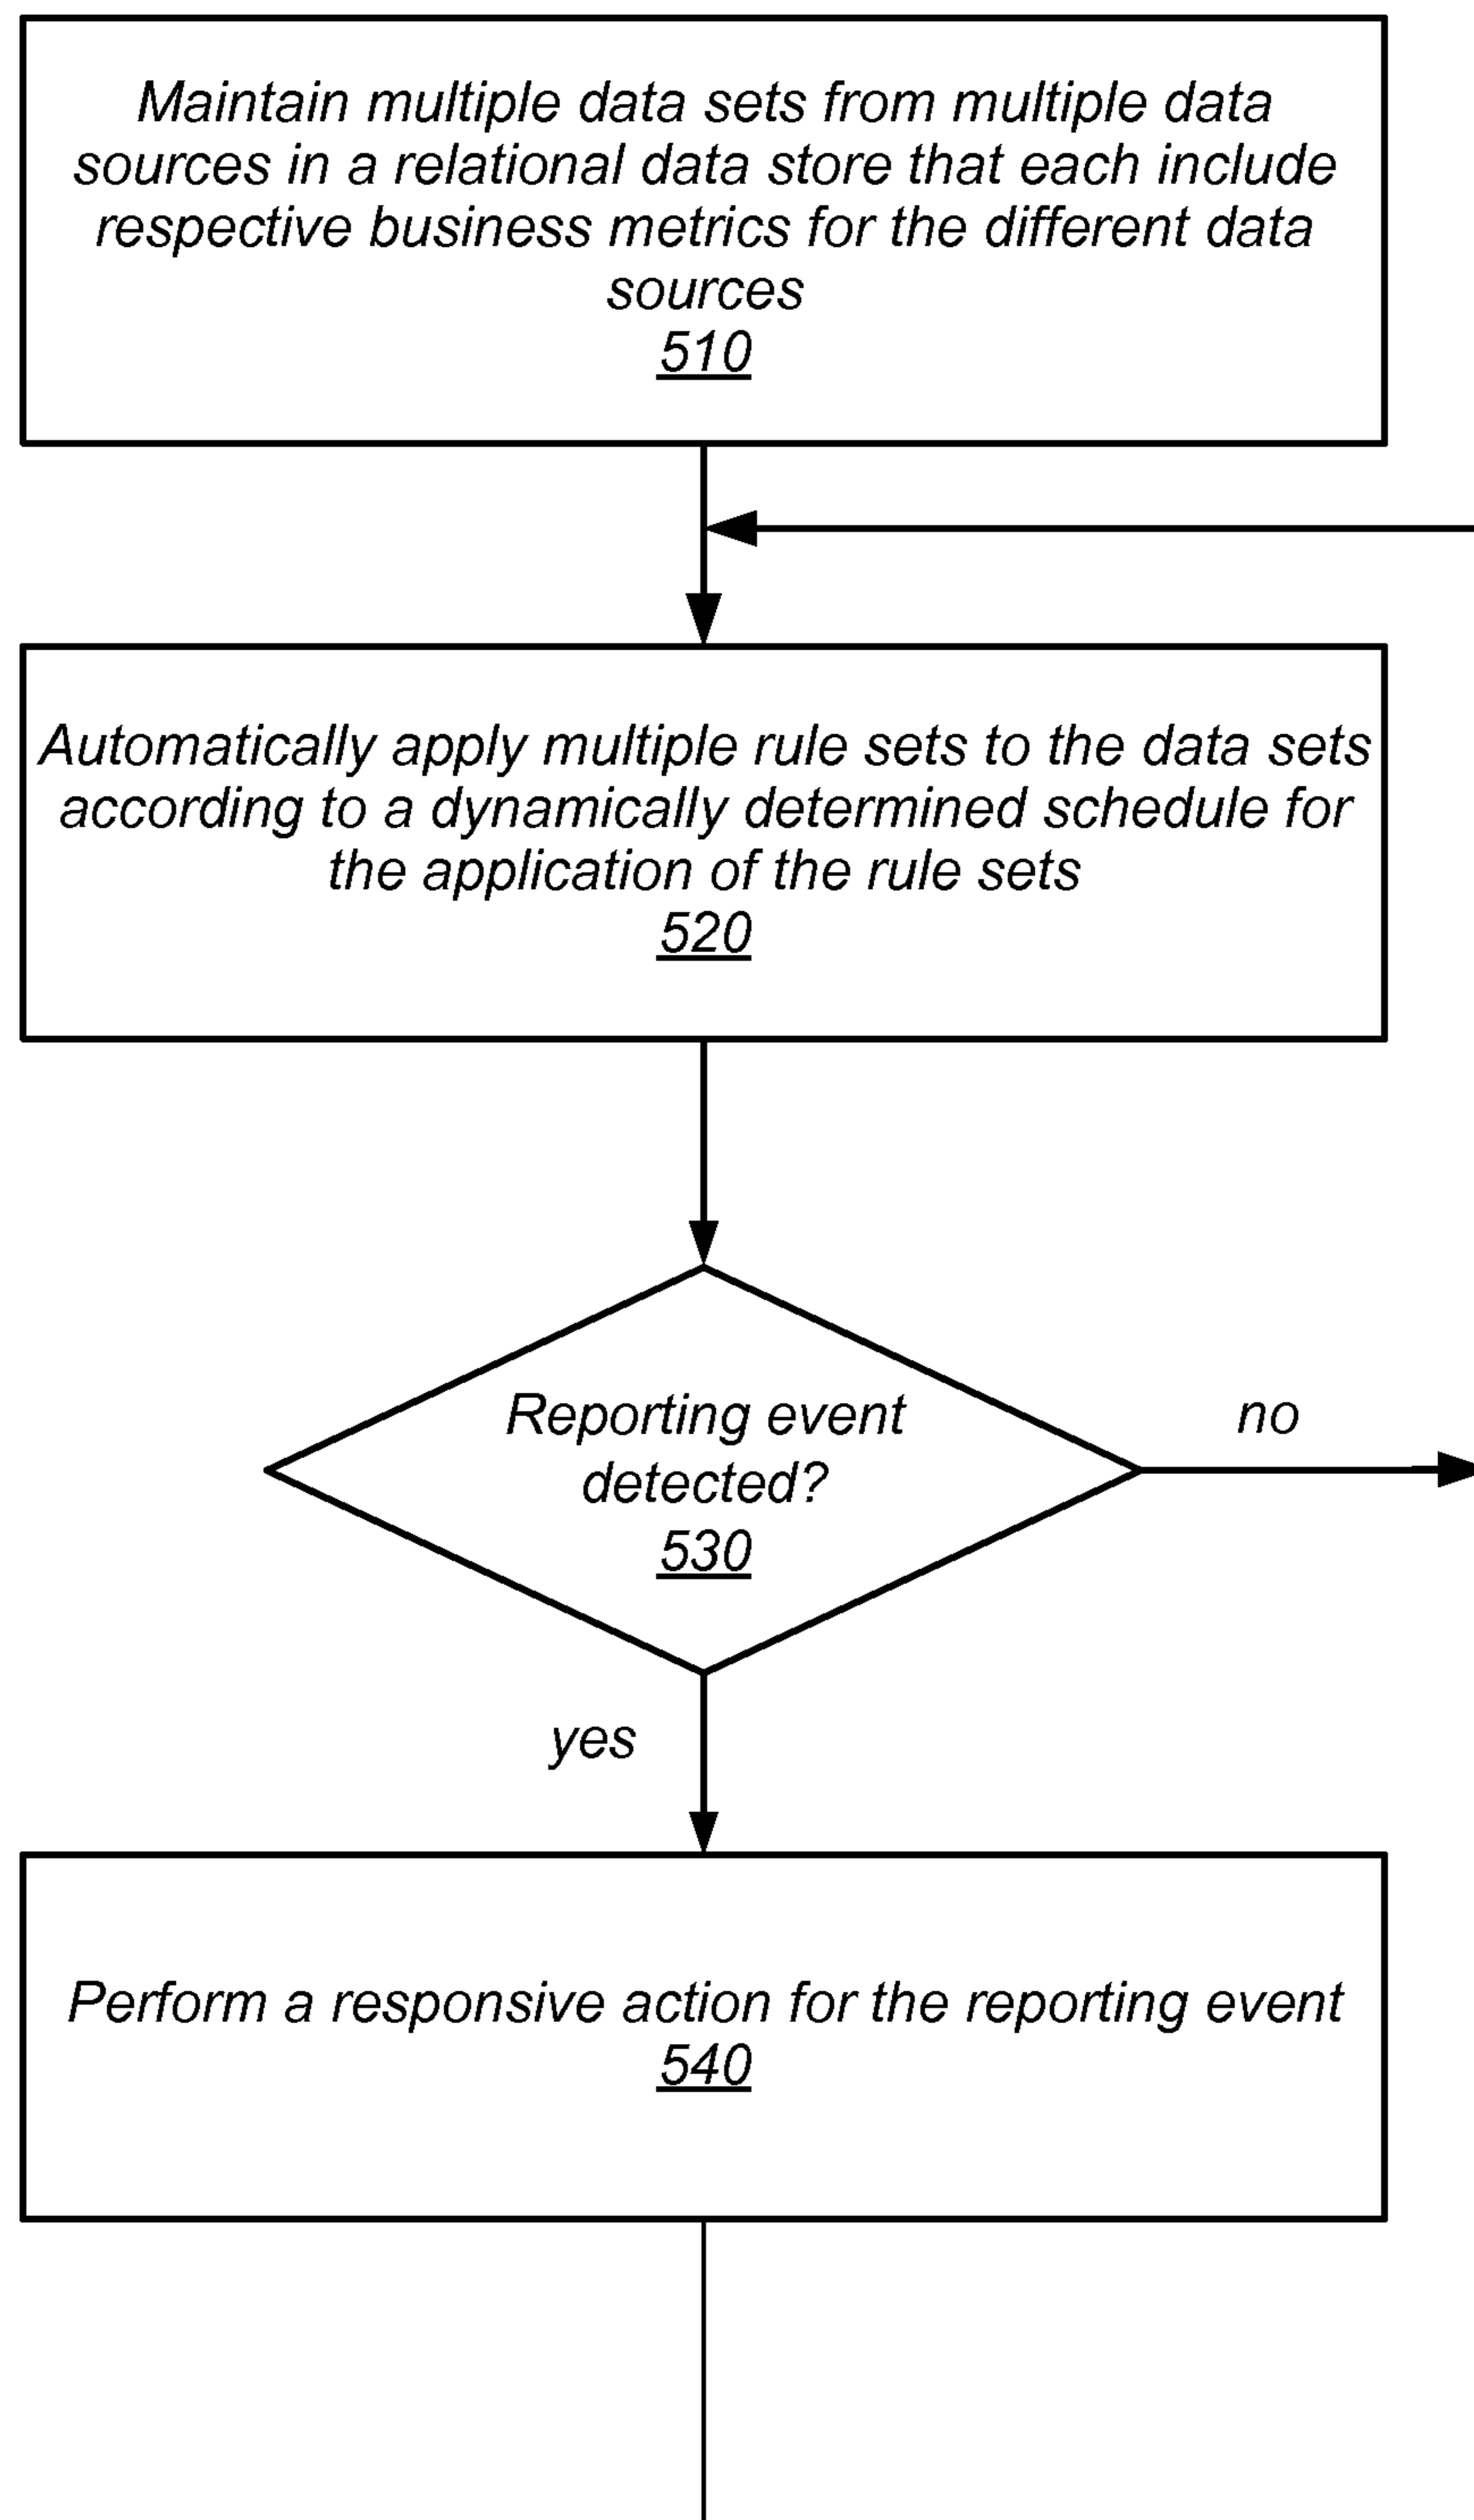 Maintain multiple data sets from multiple data
sources in a relational data store that each include
respective business metrics for the different data
sources
510
Automatically apply multiple rule sets to the data sets
according to a dynamically determined schedule for
the application of the rule sets
520
Reporting event
detected?
530
no
yes
Perform a responsive action for the reporting event
540